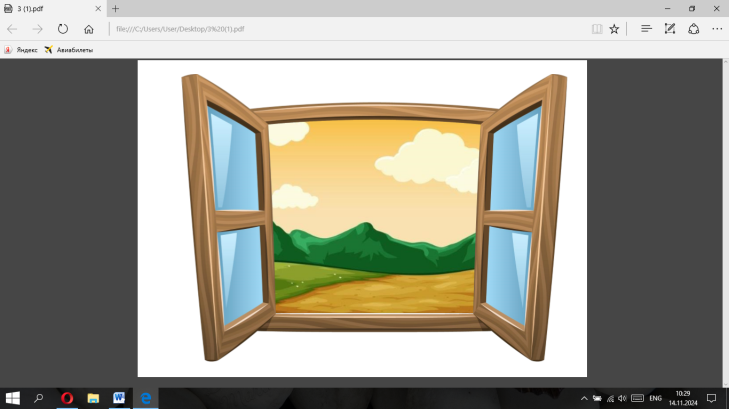 3 (1).pdf
file:///C:/Users/User/Desktop/3%20(1).pdf
Яндекс
Авиабилеты
ENG
10:29
14.11.2024